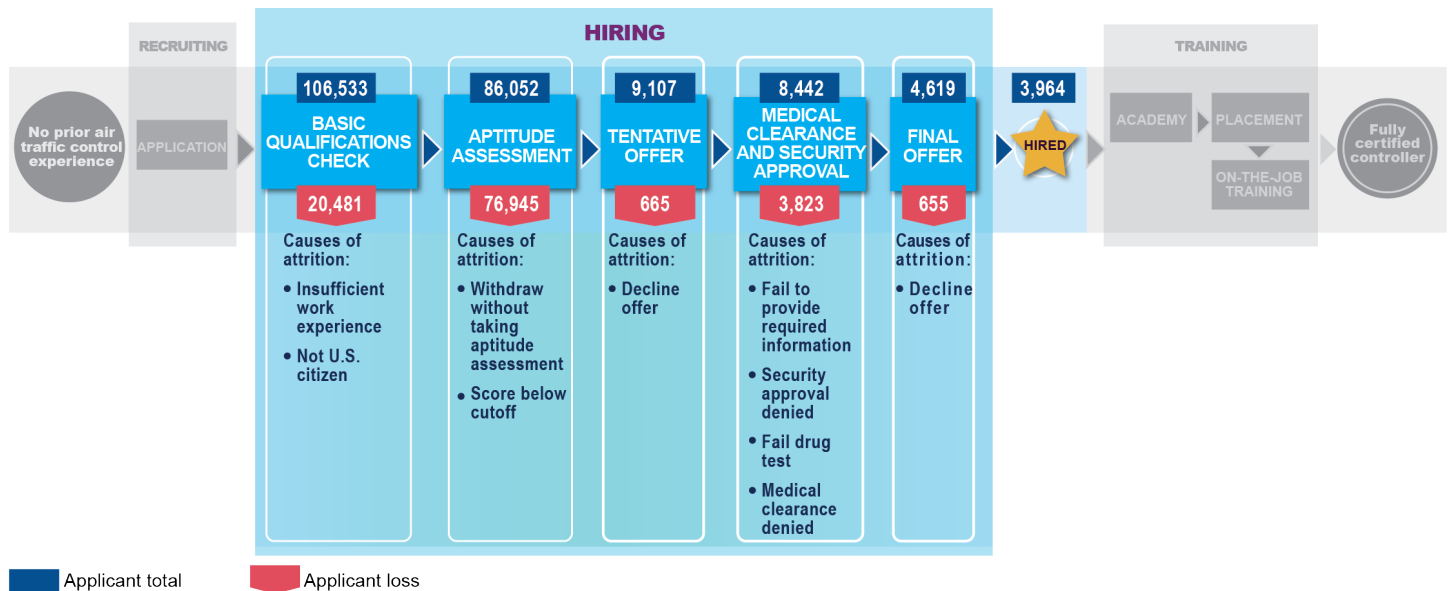 HIRING
RECRUITING
TRAINING
No prior air
traffic control
experience
APPLICATION
106,533
BASIC
QUALIFICATIONS
CHECK
20,481
Causes of
attrition:
• Insufficient
work
experience
• Not U.S.
citizen
86,052
APTITUDE
ASSESSMENT
76,945
Causes of
attrition:
• Withdraw
without
taking
aptitude
assessment
• Score below
cutoff
9,107
TENTATIVE
OFFER
665
Causes of
attrition:
• Decline
offer
8,442
MEDICAL
CLEARANCE
AND SECURITY
APPROVAL
3,823
Causes of
attrition:
• Fail to
provide
required
information
• Security
approval
denied
• Fail drug
test
• Medical
clearance
denied
4,619
FINAL
OFFER
655
Causes of
attrition:
• Decline
offer
3,964
HIRED
ACADEMY
PLACEMENT
ON-THE-JOB
TRAINING
Fully
certified
controller
Applicant total
Applicant loss